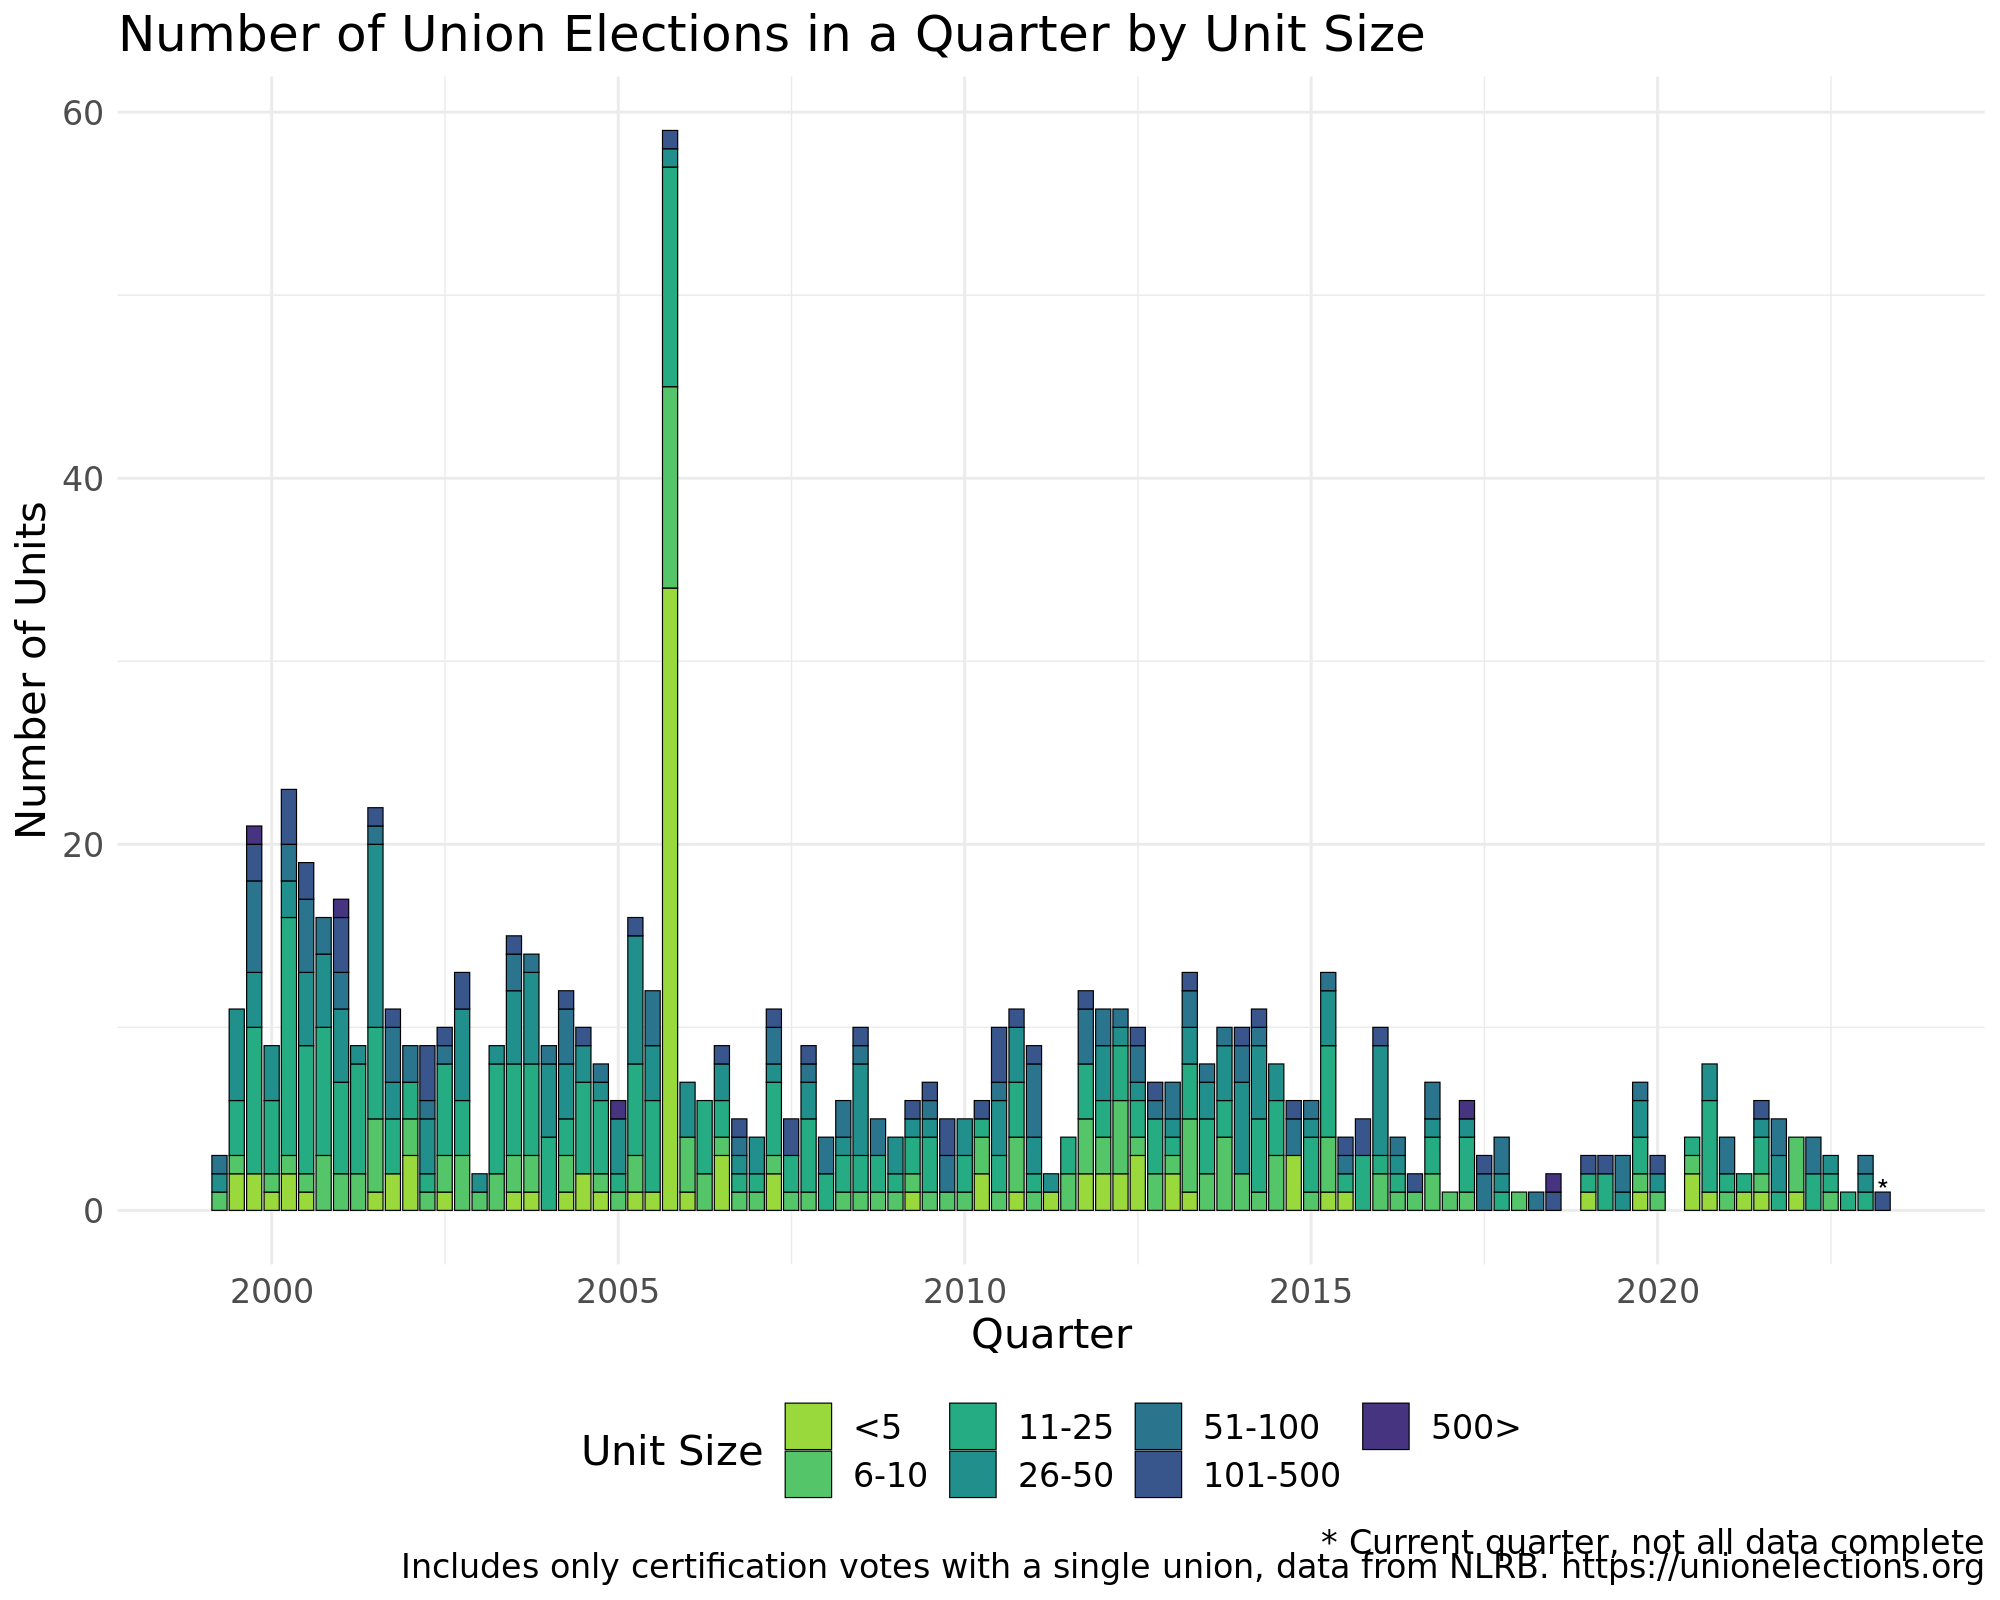 Number of Union Elections in a Quarter by Unit Size
60
40
20
0
Number of Units
*
2000 2005 2010 2015 2020
Quarter
Unit Size
<5 11-25 51-100 500>
6-10 26-50 101-500
* Current quarter, not all data complete
Includes only certification votes with a single union, data from NLRB. https://unionelections.org